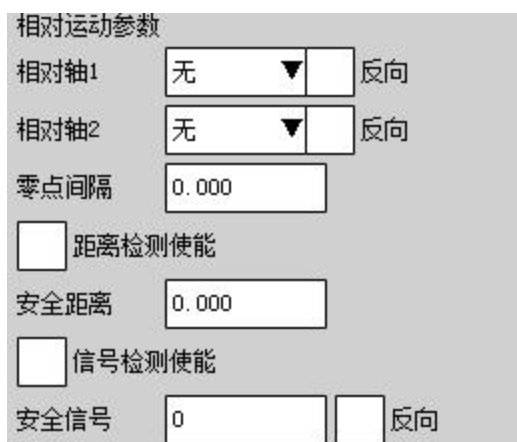 相对运动参数
相对轴1 无 反向
相对轴2 无 反向
零点间隔 0.000
距离检测使能
安全距离 0.000
信号检测使能
安全信号 0 反向